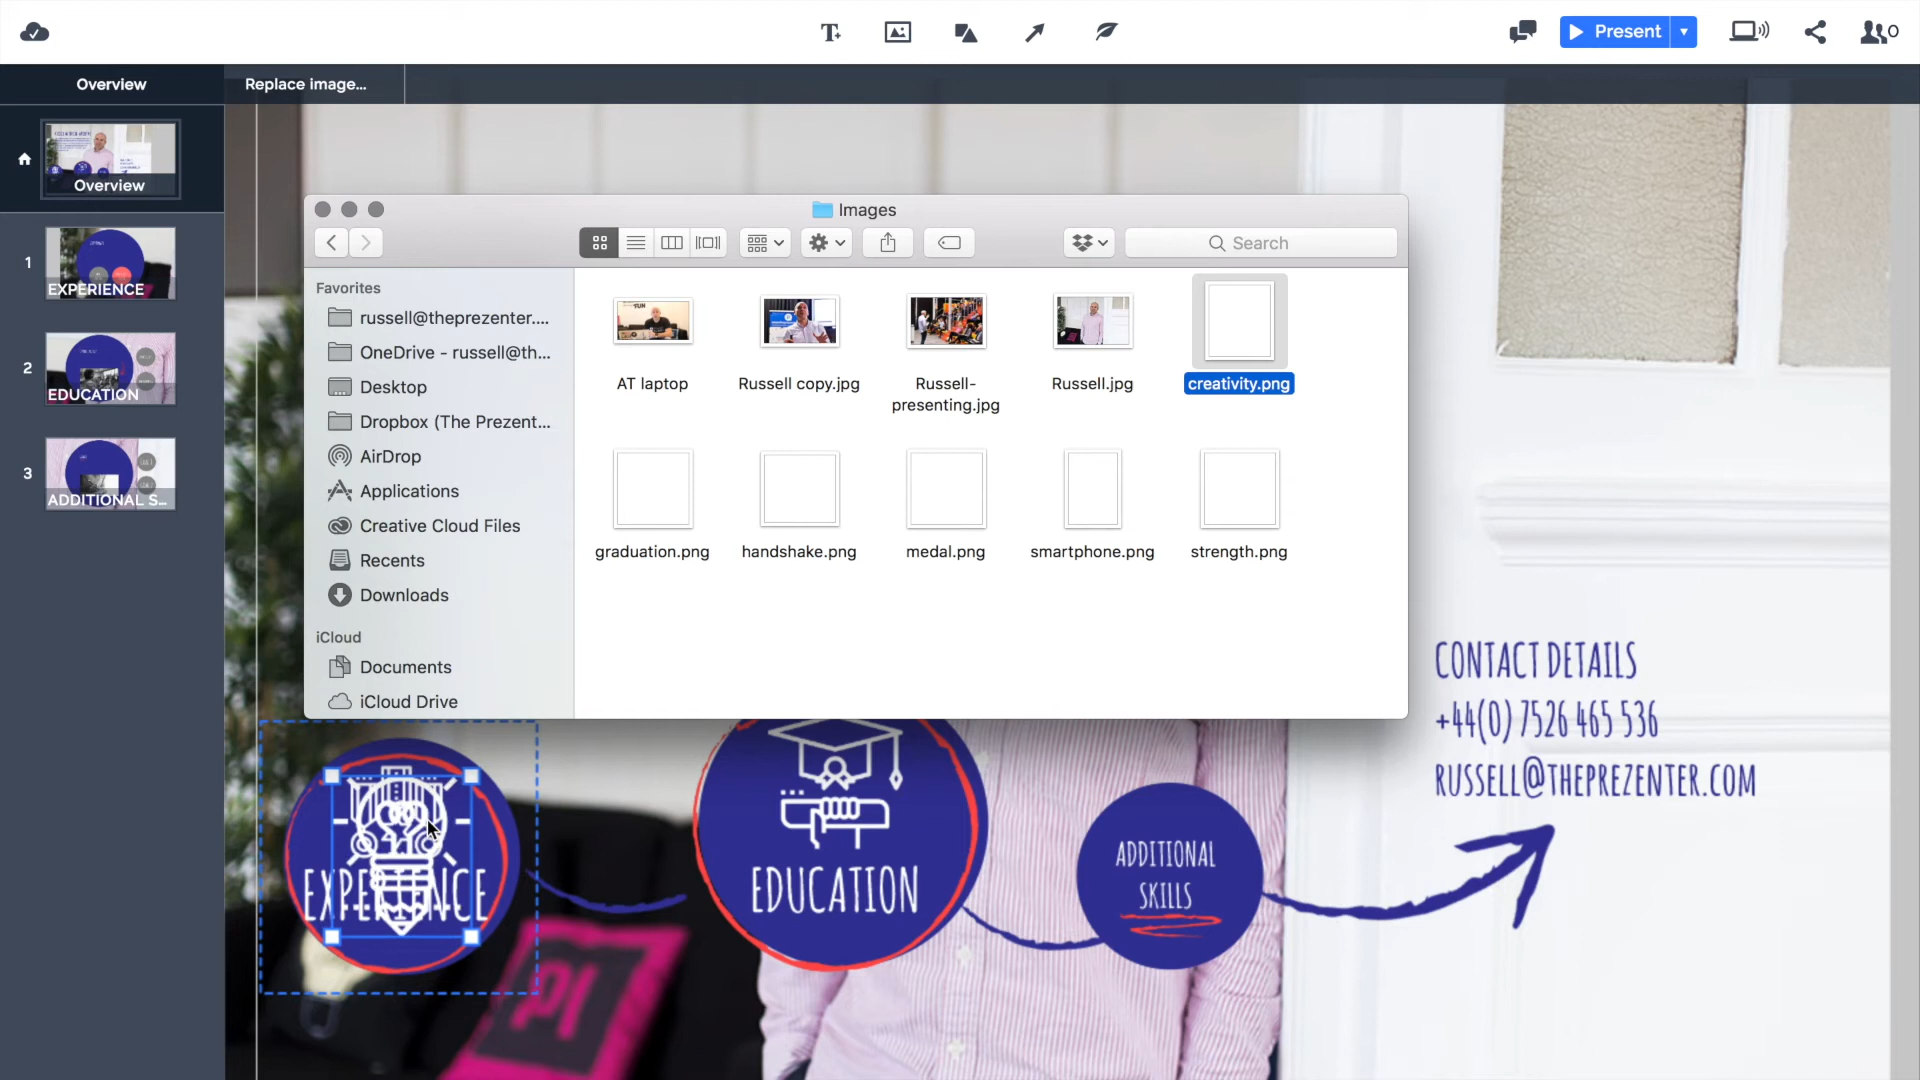 Present
0
Overview
Replace image...
Overview
1
EXPERIENCE
2
EDUCATION
3
ADDITIONAL S...
Images
Search
Favorites
russell@theprezenter....
OneDrive - russell@th...
Desktop
Dropbox (The Prezent...
AirDrop
Applications
Creative Cloud Files
Recents
Downloads
iCloud
Documents
iCloud Drive
AT laptop
Russell copy.jpg
Russell-
presenting.jpg
Russell.jpg
creativity.png
graduation.png
handshake.png
medal.png
smartphone.png
strength.png
CONTACT DETAILS
+44(0) 7526 465 536
RUSSELL@THEPREZENTER.COM
EXPERIENCE
EDUCATION
ADDITIONAL
SKILLS